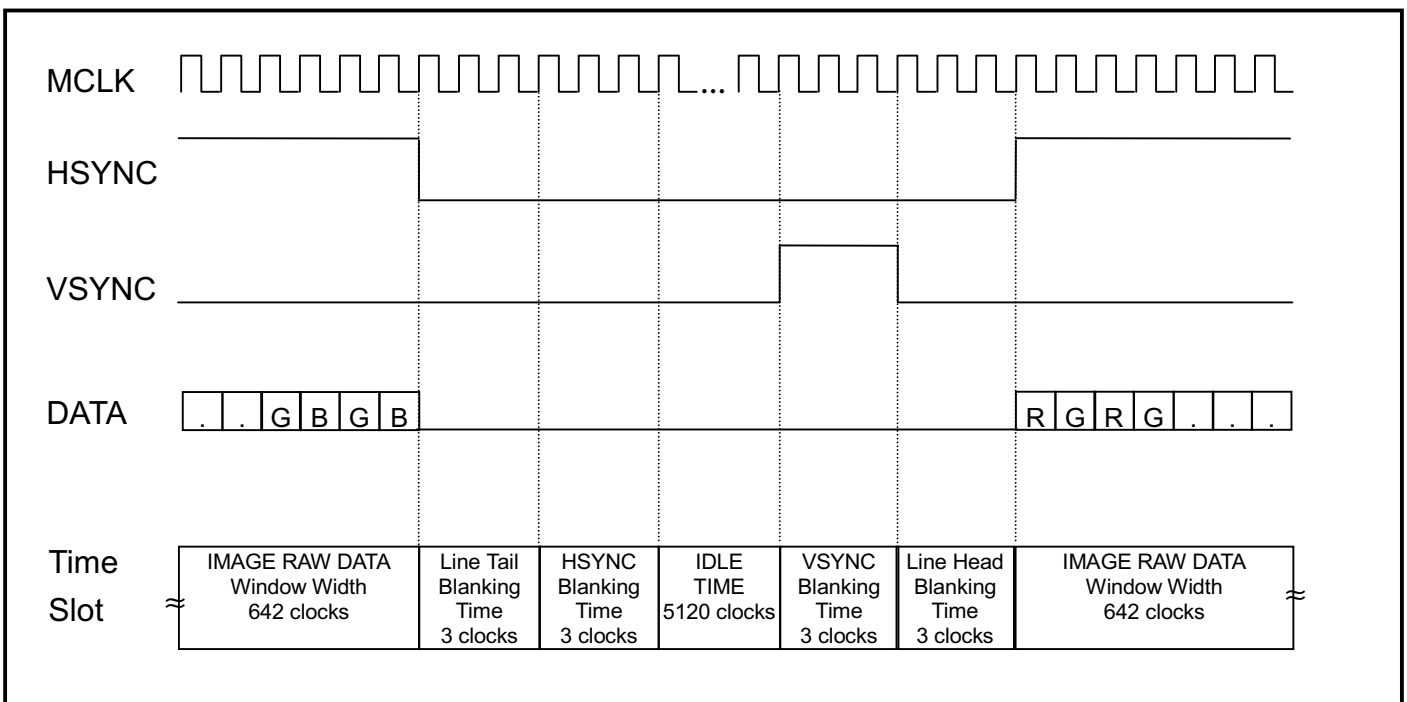 MCLK
...
HSYNC
VSYNC
DATA
. . G B G B
R G R G . . .
Time
Slot
≈
IMAGE RAW DATA
Window Width
642 clocks
Line Tail
Blanking
Time
3 clocks
HSYNC
Blanking
Time
3 clocks
IDLE
TIME
5120 clocks
VSYNC
Blanking
Time
3 clocks
Line Head
Blanking
Time
3 clocks
IMAGE RAW DATA
Window Width
642 clocks
≈